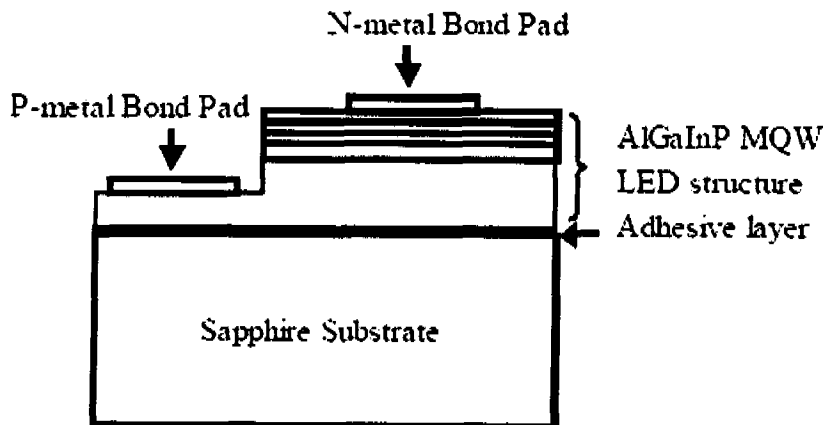 N-metal Bond Pad
P-metal Bond Pad
AlGaInP MQW
LED structure
Adhesive layer
Sapphire Substrate